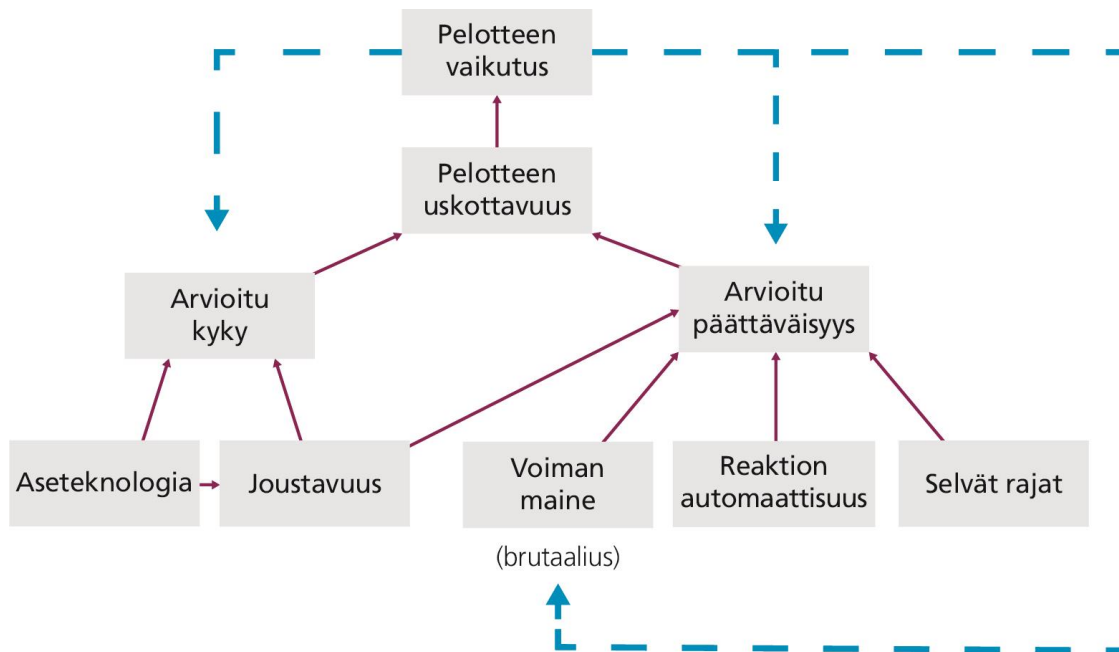 Pelotteen
vaikutus
Pelotteen
uskottavuus
Arvioitu
kyky
Arvioitu
päättäväisyys
Aseteknologia
Joustavuus
Voiman
maine
Reaktion
automaattisuus
Selvät rajat
(brutaalius)